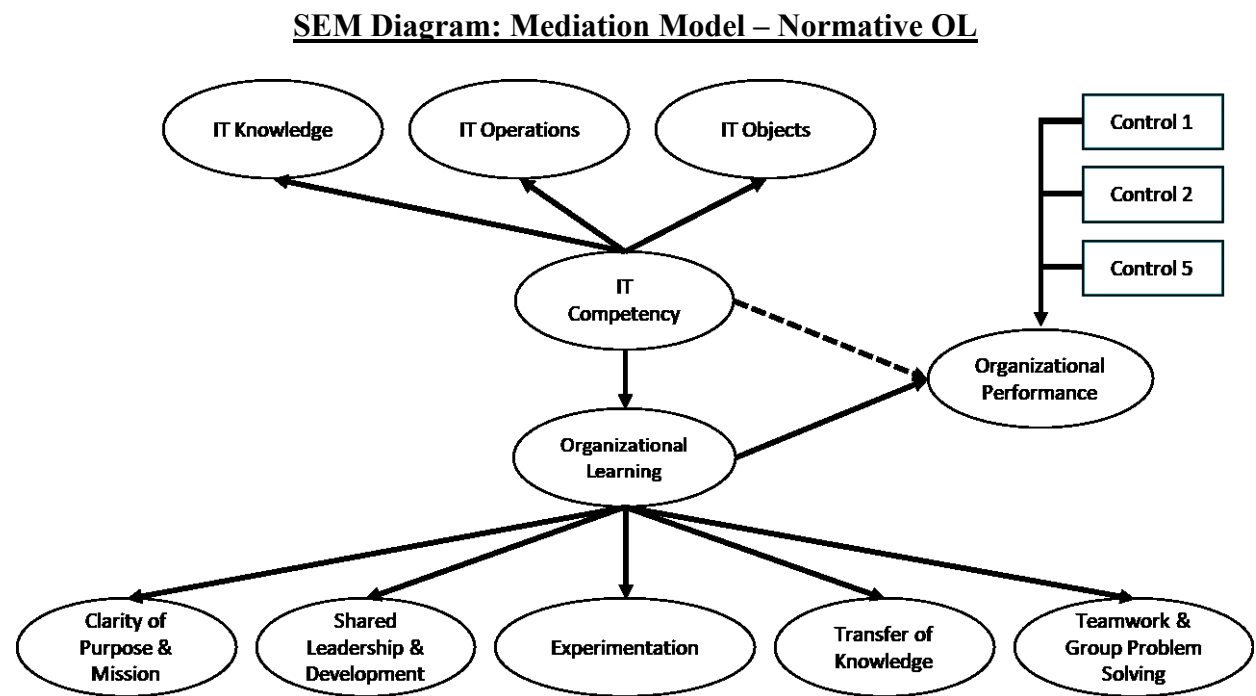 SEM Diagram: Mediation Model – Normative OL
IT Knowledge
IT Operations
IT Objects
Control 1
Control 2
Control 5
IT
Competency
Organizational
Performance
Organizational
Learning
Clarity of
Purpose &
Mission
Shared
Leadership &
Development
Experimentation
Transfer of
Knowledge
Teamwork &
Group Problem
Solving